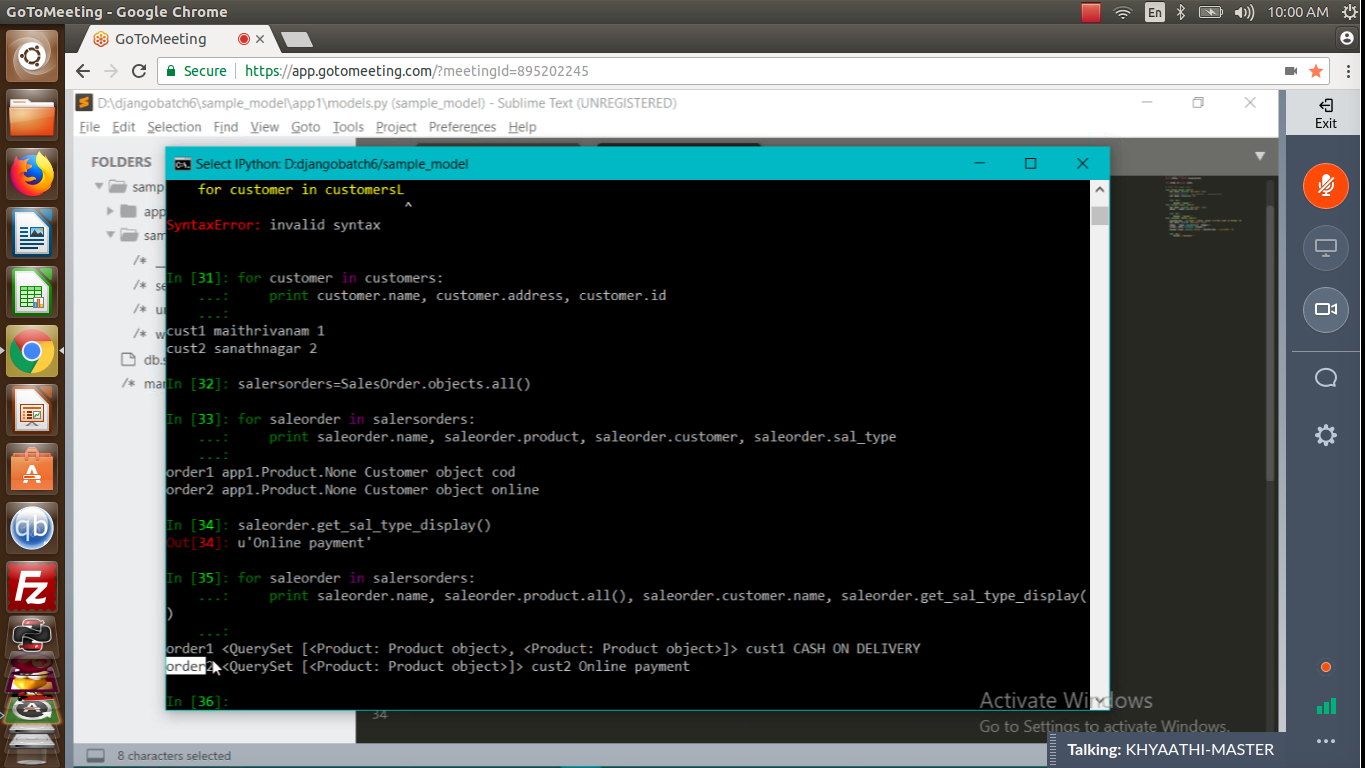 GoToMeeting - Google Chrome
En
10:00 AM
GoToMeeting
Secure
https://app.gotomeeting.com/?meetingId=895202245
D:\djangobatch6\sample_model\app1\models.py (sample_model) - Sublime Text (UNREGISTERED)
Exit
File Edit Selection Find View Goto Tools Project Preferences Help
FOLDERS
Select IPython: D:djangobatch6/sample_model
samp
for customer in customersL
^
app
SyntaxError: invalid syntax
sam
/* __
In [31]: for customer in customers:
/* se
...: print customer.name, customer.address, customer.id
/* u
...:
cust1 maithrivanam 1
/* w
cust2 sanathnagar 2
db.s
/* mar
In [32]: salersorders=SalesOrder.objects.all()
In [33]: for saleorder in salersorders:
...: print saleorder.name, saleorder.product, saleorder.customer, saleorder.sal_type
...:
order1 app1.Product.None Customer object cod
order2 app1.Product.None Customer object online
In [34]: saleorder.get_sal_type_display()
Out[34]: u'Online payment'
In [35]: for saleorder in salersorders:
...: print saleorder.name, saleorder.product.all(), saleorder.customer.name, saleorder.get_sal_type_display(
)
...:
order1 <QuerySet [<Product: Product object>, <Product: Product object>]> cust1 CASH ON DELIVERY
order2 <QuerySet [<Product: Product object>]> cust2 Online payment
In [36]:
34
Activate Windows
Go to Settings to activate Windows.
8 characters selected
Talking: KHYAATHI-MASTER
qb
Fz